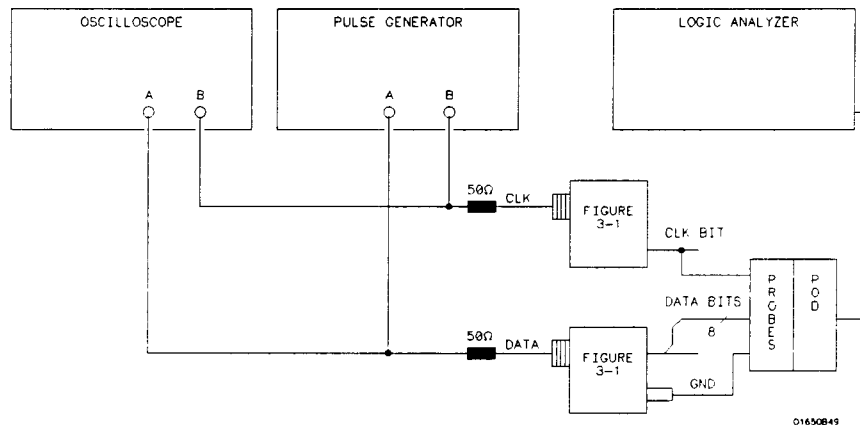 OSCILLOSCOPE
PULSE GENERATOR
LOGIC ANALYZER
A
B
A
B
50Ω
CLK
FIGURE
3-1
CLK BIT
PROBES
POD
DATA BITS
8
50Ω
DATA
FIGURE
3-1
GND
01650B49